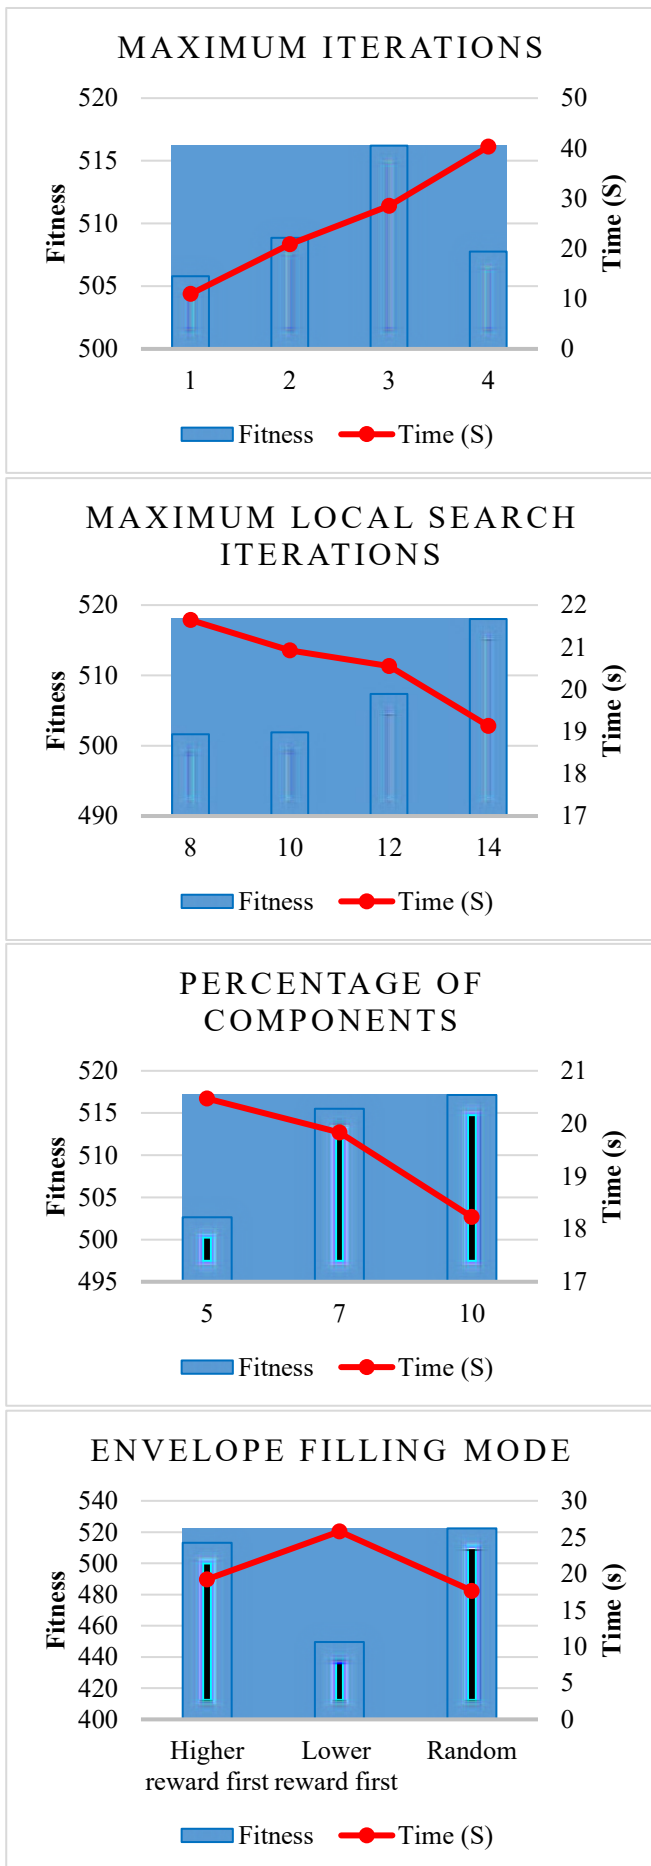 MAXIMUM ITERATIONS
520
515
510
505
500
Fitness
50
40
30
20
10
0
Time (S)
1 2 3 4
Fitness Time (S)
MAXIMUM LOCAL SEARCH
ITERATIONS
520
510
500
490
Fitness
22
21
20
19
18
17
Time (s)
8 10 12 14
Fitness Time (S)
PERCENTAGE OF
COMPONENTS
520
515
510
505
500
495
Fitness
21
20
19
18
17
Time (s)
5 7 10
Fitness Time (S)
ENVELOPE FILLING MODE
540
520
500
480
460
440
420
400
Fitness
30
25
20
15
10
5
0
Time (s)
Higher Lower Random
reward first reward first
Fitness Time (S)